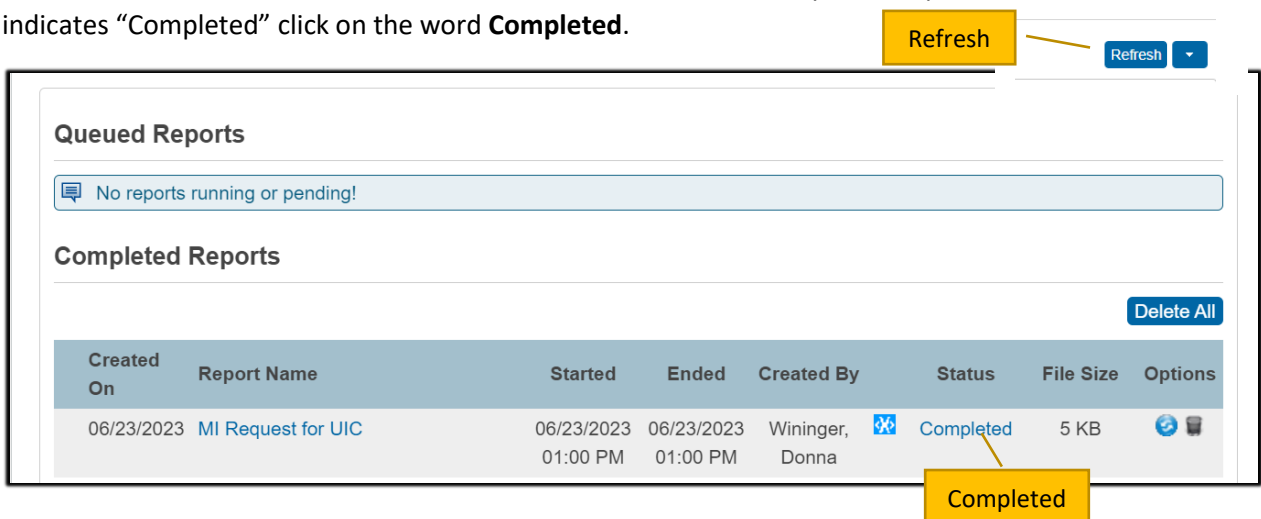 indicates “Completed” click on the word Completed.
Refresh
Refresh
Queued Reports
No reports running or pending!
Completed Reports
Delete All
Created On Report Name Started Ended Created By Status File Size Options
06/23/2023 MI Request for UIC 06/23/2023 06/23/2023 Wininger, Completed 5 KB
01:00 PM 01:00 PM Donna
Completed